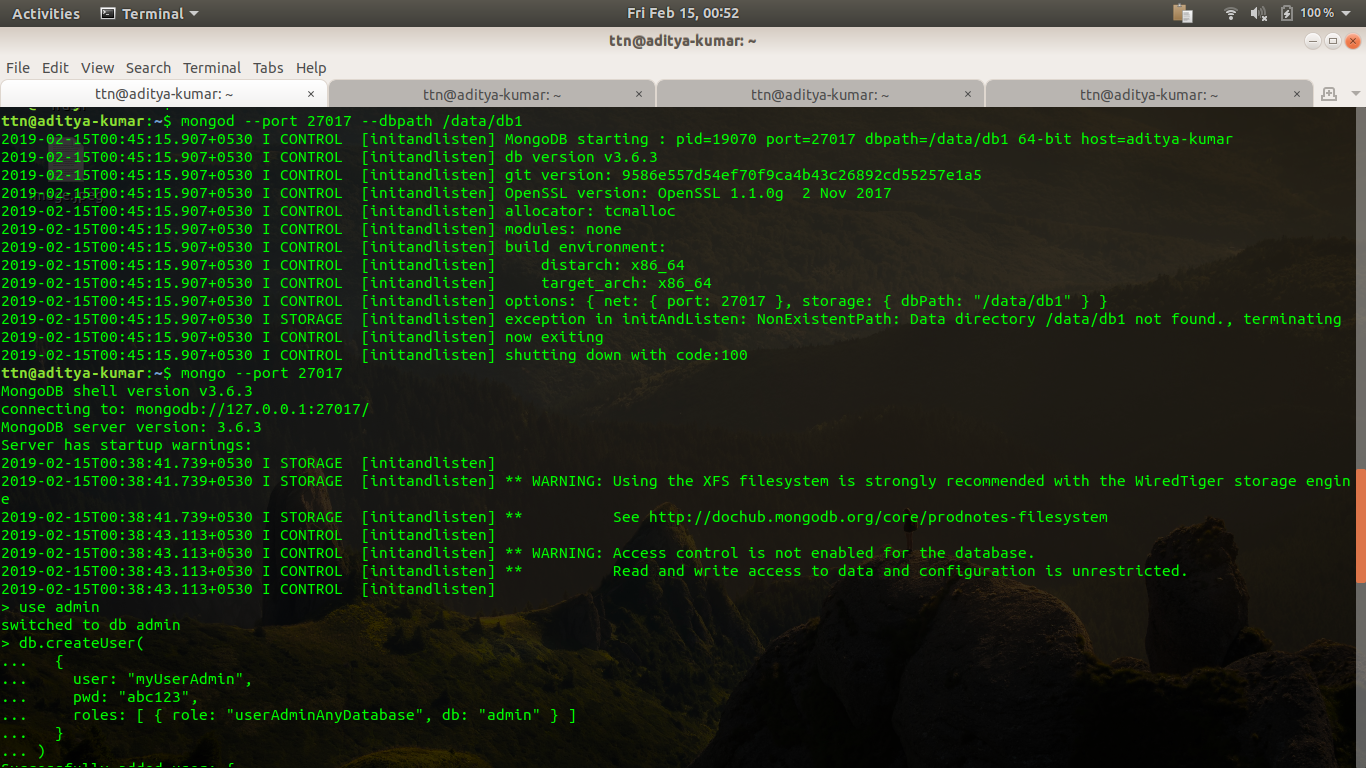 Activities Terminal Fri Feb 15, 00:52 100 %
ttn@aditya-kumar: ~
File Edit View Search Terminal Tabs Help
ttn@aditya-kumar: ~ × ttn@aditya-kumar: ~ × ttn@aditya-kumar: ~ × ttn@aditya-kumar: ~ ×
ttn@aditya-kumar:~$ mongod --port 27017 --dbpath /data/db1
2019-02-15T00:45:15.907+0530 I CONTROL  [initandlisten] MongoDB starting : pid=19070 port=27017 dbpath=/data/db1 64-bit host=aditya-kumar
2019-02-15T00:45:15.907+0530 I CONTROL  [initandlisten] db version v3.6.3
2019-02-15T00:45:15.907+0530 I CONTROL  [initandlisten] git version: 9586e557d54ef70f9ca4b43c26892cd55257e1a5
2019-02-15T00:45:15.907+0530 I CONTROL  [initandlisten] OpenSSL version: OpenSSL 1.1.0g  2 Nov 2017
2019-02-15T00:45:15.907+0530 I CONTROL  [initandlisten] allocator: tcmalloc
2019-02-15T00:45:15.907+0530 I CONTROL  [initandlisten] modules: none
2019-02-15T00:45:15.907+0530 I CONTROL  [initandlisten] build environment:
2019-02-15T00:45:15.907+0530 I CONTROL  [initandlisten]     distarch: x86_64
2019-02-15T00:45:15.907+0530 I CONTROL  [initandlisten]     target_arch: x86_64
2019-02-15T00:45:15.907+0530 I CONTROL  [initandlisten] options: { net: { port: 27017 }, storage: { dbPath: "/data/db1" } }
2019-02-15T00:45:15.907+0530 I STORAGE  [initandlisten] exception in initAndListen: NonExistentPath: Data directory /data/db1 not found., terminating
2019-02-15T00:45:15.907+0530 I CONTROL  [initandlisten] now exiting
2019-02-15T00:45:15.907+0530 I CONTROL  [initandlisten] shutting down with code:100
ttn@aditya-kumar:~$ mongo --port 27017
MongoDB shell version v3.6.3
connecting to: mongodb://127.0.0.1:27017/
MongoDB server version: 3.6.3
Server has startup warnings:
2019-02-15T00:38:41.739+0530 I STORAGE  [initandlisten]
2019-02-15T00:38:41.739+0530 I STORAGE  [initandlisten] ** WARNING: Using the XFS filesystem is strongly recommended with the WiredTiger storage engin
e
2019-02-15T00:38:41.739+0530 I STORAGE  [initandlisten] **          See http://dochub.mongodb.org/core/prodnotes-filesystem
2019-02-15T00:38:43.113+0530 I CONTROL  [initandlisten]
2019-02-15T00:38:43.113+0530 I CONTROL  [initandlisten] ** WARNING: Access control is not enabled for the database.
2019-02-15T00:38:43.113+0530 I CONTROL  [initandlisten] **          Read and write access to data and configuration is unrestricted.
2019-02-15T00:38:43.113+0530 I CONTROL  [initandlisten]
> use admin
switched to db admin
> db.createUser(
...   {
...     user: "myUserAdmin",
...     pwd: "abc123",
...     roles: [ { role: "userAdminAnyDatabase", db: "admin" } ]
...   }
... )
Successfully added user: {